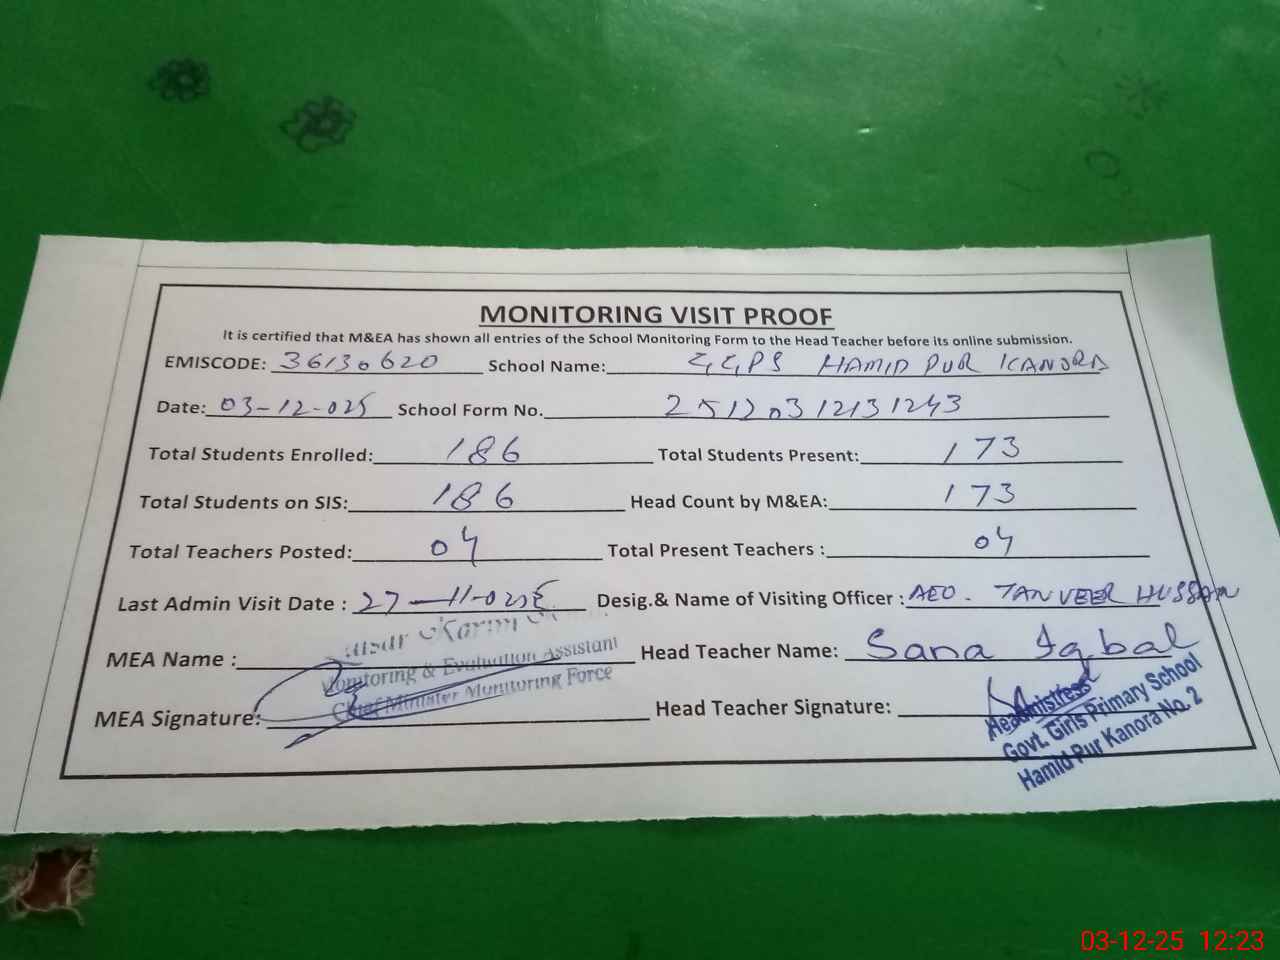 MONITORING VISIT PROOF
It is certified that M&EA has shown all entries of the School Monitoring Form to the Head Teacher before its online submission.
EMISCODE: 36130620 School Name: G,G,PS HAMID PUR KANORA
Date: 03-12-025 School Form No. 25120312131243
Total Students Enrolled: 186 Total Students Present: 173
Total Students on SIS: 186 Head Count by M&EA: 173
Total Teachers Posted: 04 Total Present Teachers : 04
Last Admin Visit Date : 27-11-025 Desig.& Name of Visiting Officer : AEO. TANVEER HUSSAIN
MEA Name : Head Teacher Name: Sana Iqbal
Monitoring & Evaluation Assistant
Chief Minister Monitoring Force
MEA Signature: Head Teacher Signature:
Headmistress
Govt. Girls Primary School
Hamid Pur Kanora No. 2
03-12-25 12:23